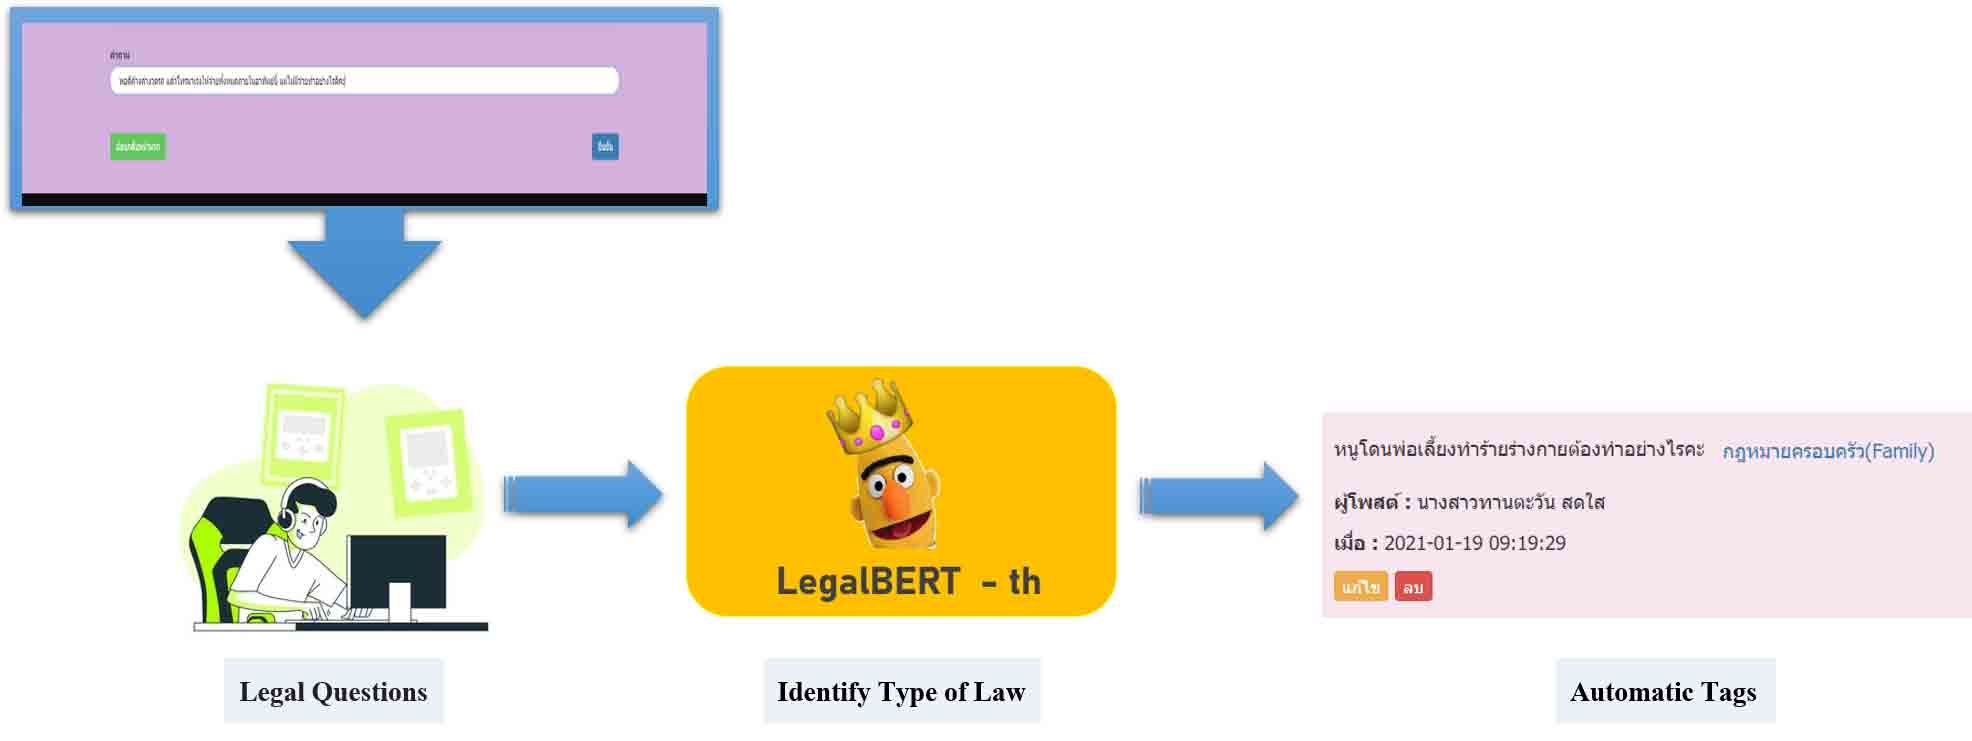 คำถาม
ยืนยัน
LegalBERT - th
หนูโดนพ่อเลี้ยงทำร้ายร่างกายต้องทำอย่างไรคะ กฎหมายครอบครัว(Family)
ผู้โพสต์ : นางสาวทานตะวัน สดใส
เมื่อ : 2021-01-19 09:19:29
แก้ไข ลบ
Legal Questions
Identify Type of Law
Automatic Tags